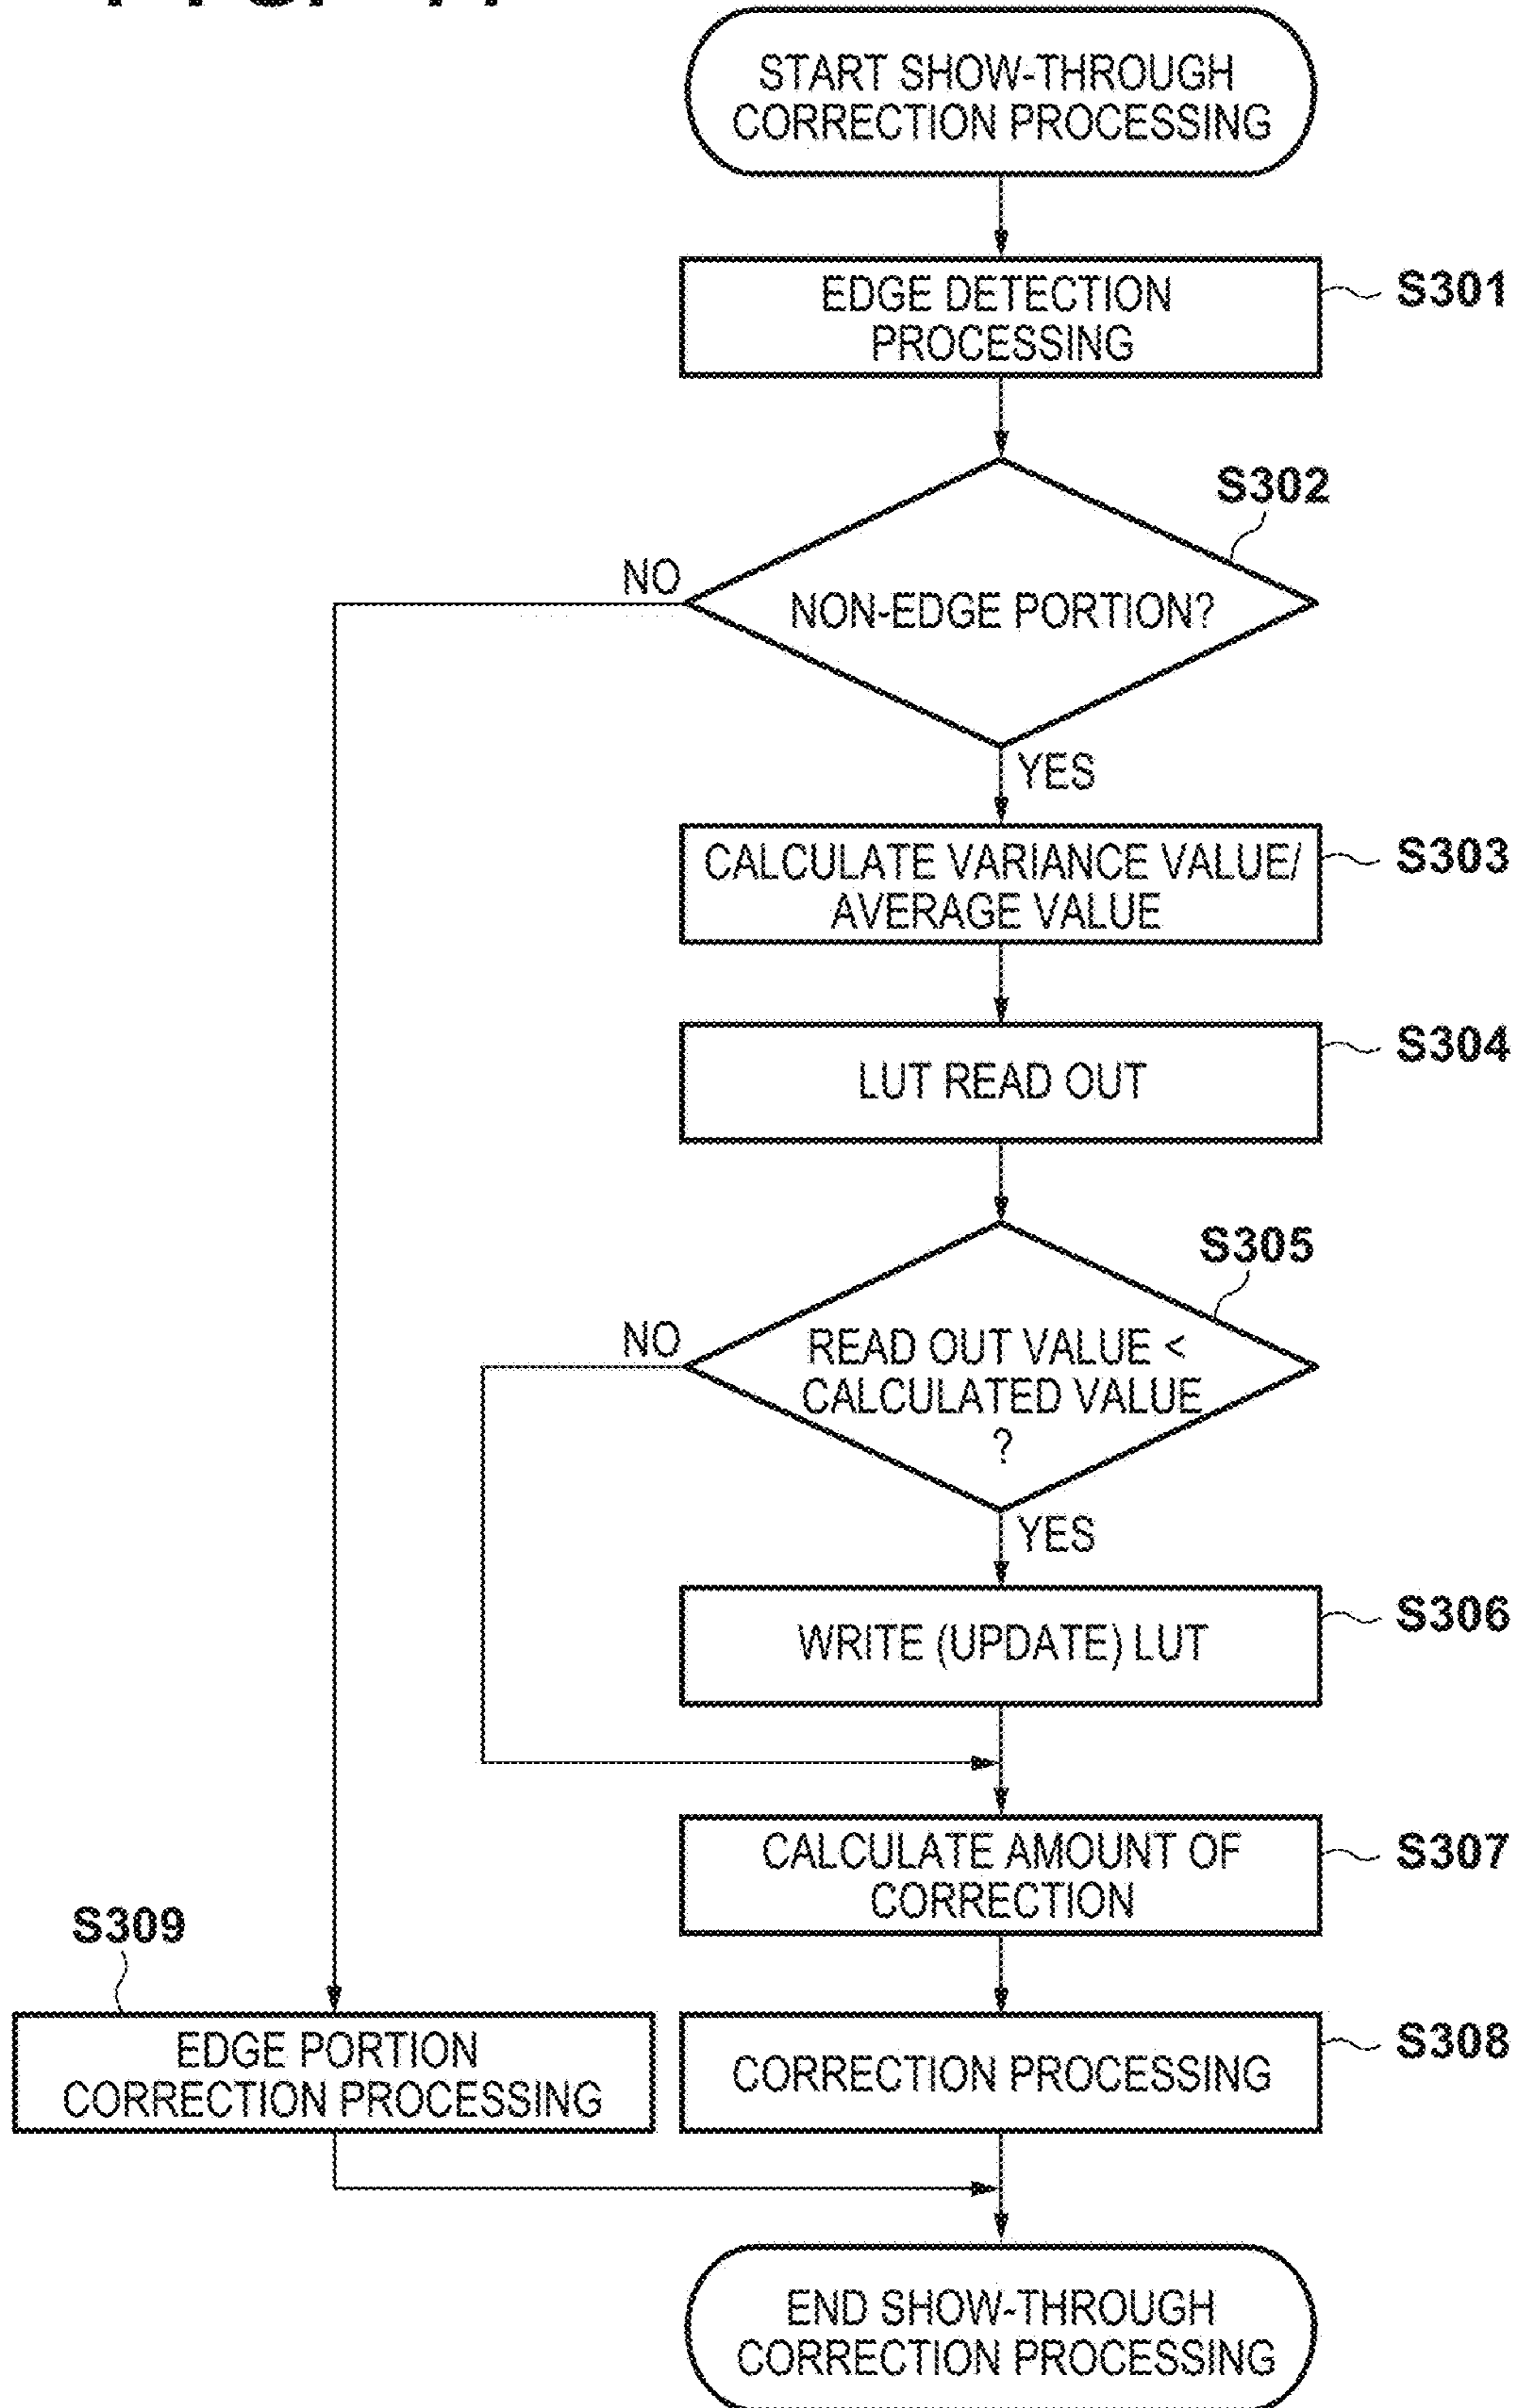 START SHOW-THROUGH
CORRECTION PROCESSING
EDGE DETECTION
PROCESSING
S301
S302
NO
NON-EDGE PORTION?
YES
CALCULATE VARIANCE VALUE/
AVERAGE VALUE
S303
LUT READ OUT
S304
S305
NO
READ OUT VALUE <
CALCULATED VALUE
?
YES
WRITE (UPDATE) LUT
S306
CALCULATE AMOUNT OF
CORRECTION
S307
S309
EDGE PORTION
CORRECTION PROCESSING
CORRECTION PROCESSING
S308
END SHOW-THROUGH
CORRECTION PROCESSING